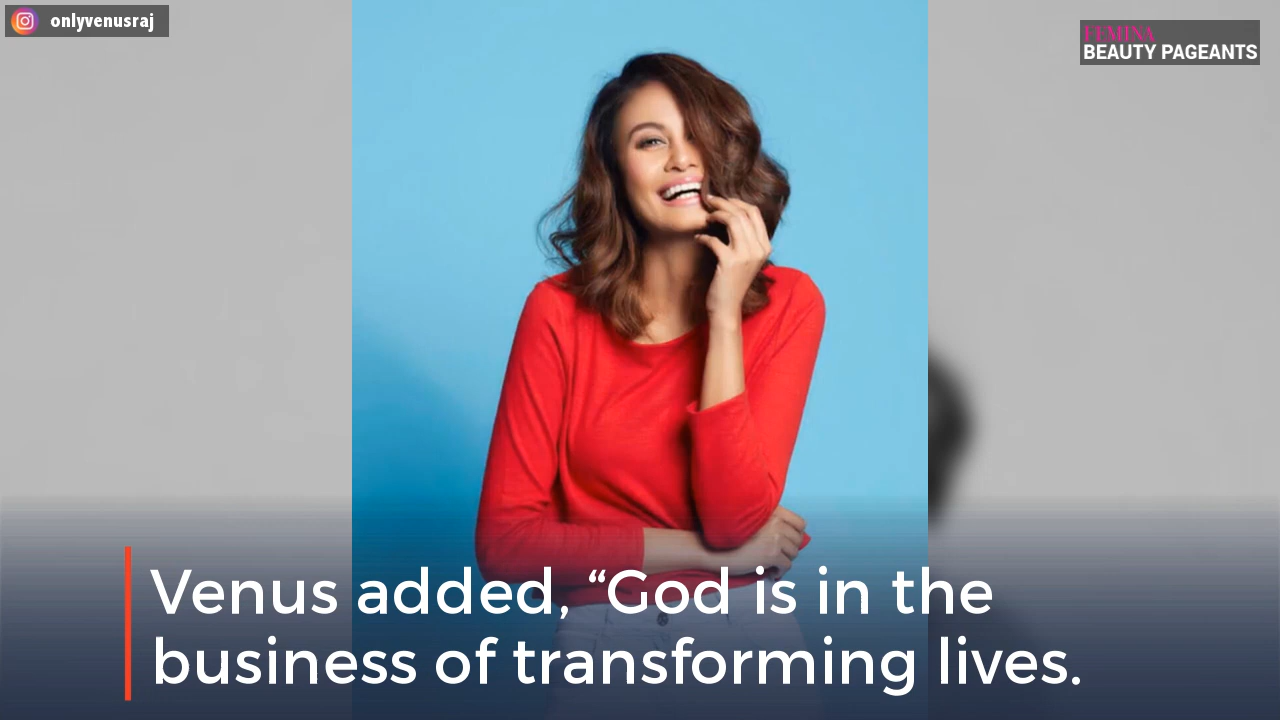 onlyvenusraj
FEMINA
BEAUTY PAGEANTS
Venus added, “God is in the
business of transforming lives.